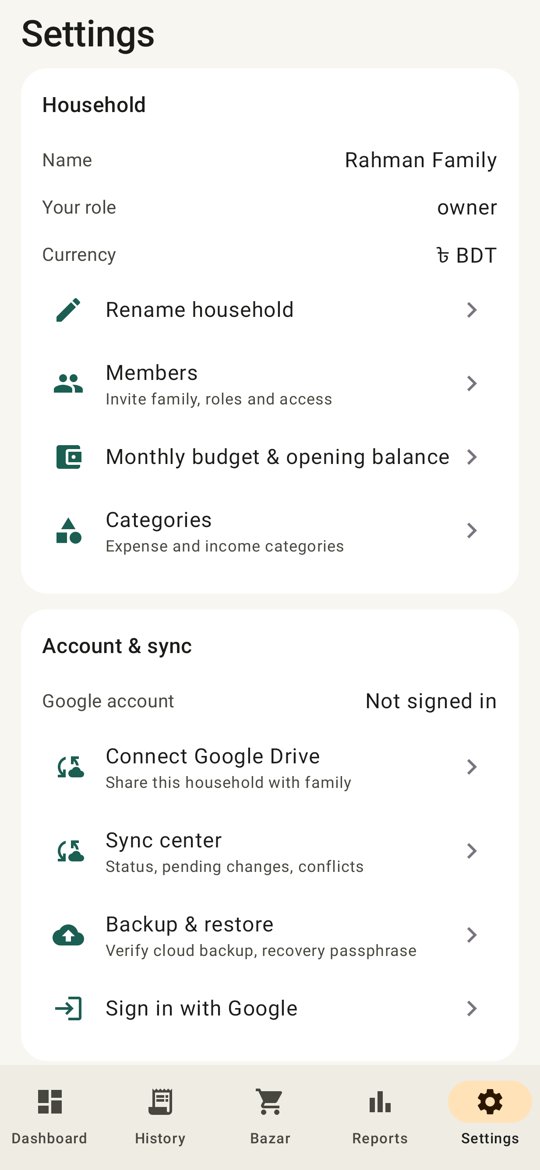 Settings
Household
Name Rahman Family
Your role owner
Currency ৳ BDT
Rename household
Members
Invite family, roles and access
Monthly budget & opening balance
Categories
Expense and income categories
Account & sync
Google account Not signed in
Connect Google Drive
Share this household with family
Sync center
Status, pending changes, conflicts
Backup & restore
Verify cloud backup, recovery passphrase
Sign in with Google
Dashboard History Bazar Reports Settings